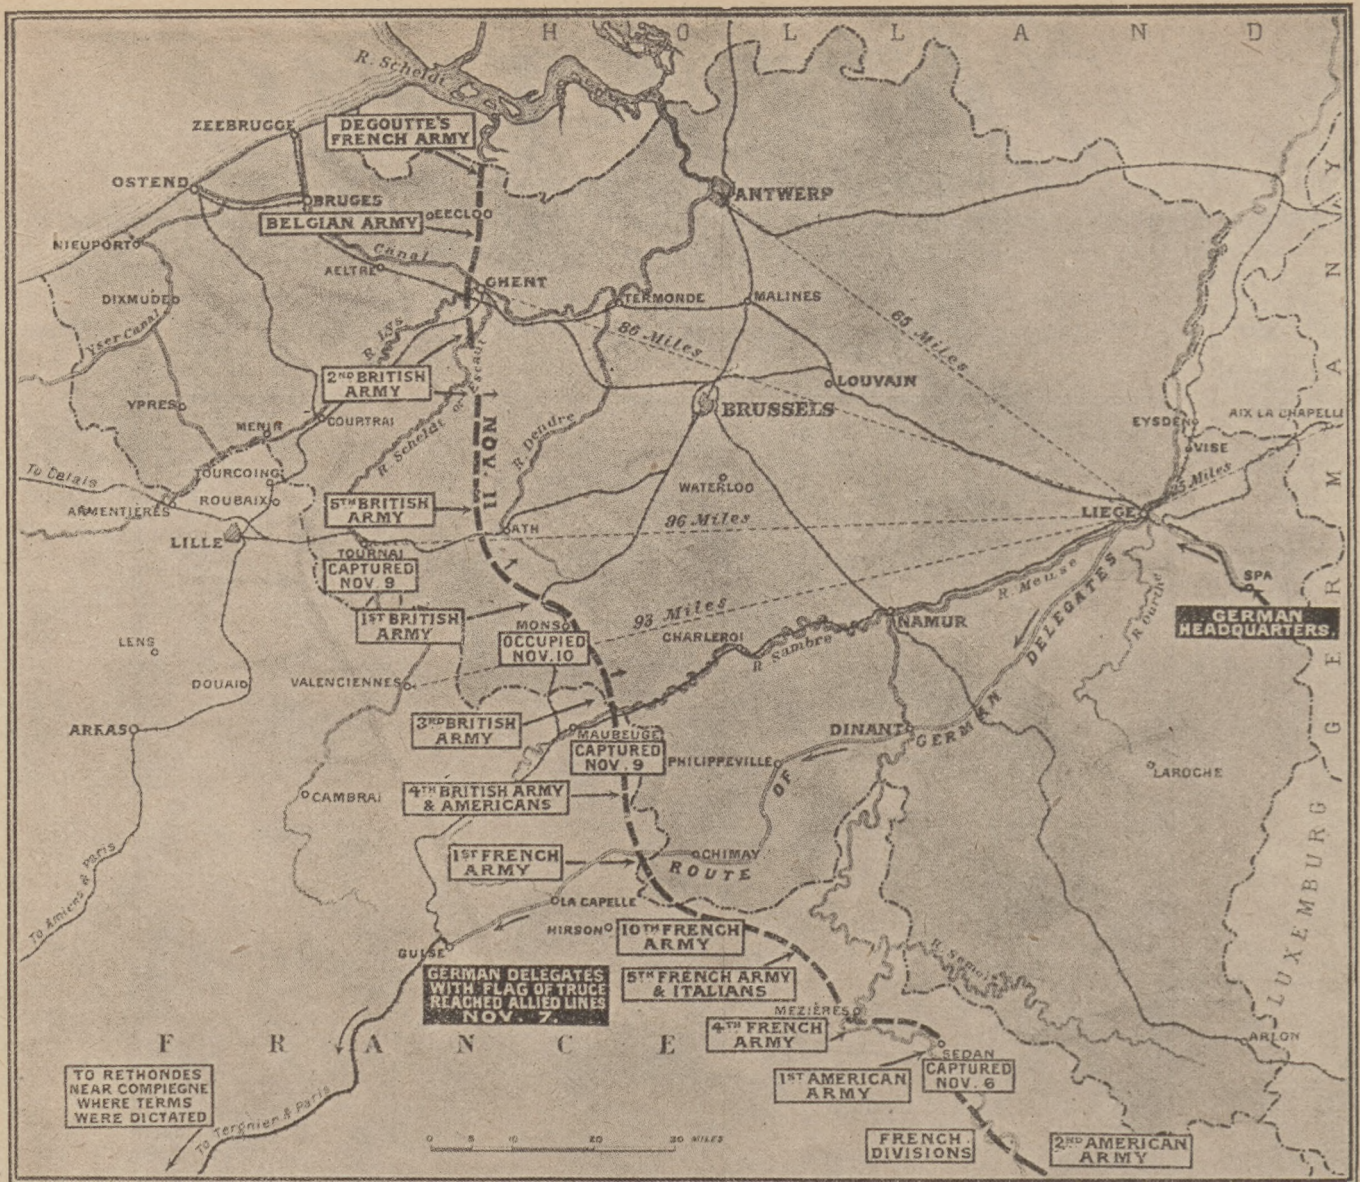 H O L L A N D
R. Scheldt
ZEEBRUGGE
DEGOUTTE'S
FRENCH ARMY
OSTEND
BRUGES
ANTWERP
EECLOO
BELGIAN ARMY
NIEUPORT
Canal
AELTRE
GHENT
DIXMUDE
TERMONDE
MALINES
Yser Canal
R. Lys
86 Miles
65 Miles
2ND BRITISH
ARMY
Escaut
or
R. Scheldt
LOUVAIN
YPRES
BRUSSELS
MENIN
COURTRAI
NOV. 11
R. Dendre
EYSDEN
AIX LA CHAPELLE
VISE
To Calais
TOURCOING
ROUBAIX
WATERLOO
25 Miles
ARMENTIÈRES
5TH BRITISH
ARMY
LIEGE
LILLE
ATH
96 Miles
TOURNAI
CAPTURED
NOV. 9
R. Meuse
R. Ourthe
SPA
GERMAN
HEADQUARTERS.
1ST BRITISH
ARMY
93 Miles
MONS
OCCUPIED
NOV. 10
CHARLEROI
R. Sambre
NAMUR
LENS
DOUAI
VALENCIENNES
ARRAS
3RD BRITISH
ARMY
MAUBEUGE
CAPTURED
NOV. 9
DINANT
PHILIPPEVILLE
ROUTE OF GERMAN DELEGATES
LAROCHE
CAMBRAI
4TH BRITISH ARMY
& AMERICANS
1ST FRENCH
ARMY
CHIMAY
To Amiens & Paris
LA CAPELLE
HIRSON
10TH FRENCH
ARMY
GUISE
R. Semois
GERMAN DELEGATES
WITH FLAG OF TRUCE
REACHED ALLIED LINES
NOV. 7.
5TH FRENCH ARMY
& ITALIANS
MEZIÈRES
4TH FRENCH
ARMY
F R A N C E
SEDAN
CAPTURED
NOV. 6
ARLON
LUXEMBURG
GERMANY
TO RETHONDES
NEAR COMPIEGNE
WHERE TERMS
WERE DICTATED
1ST AMERICAN
ARMY
To Tergnier & Paris
0 5 10 20 30 MILES
FRENCH
DIVISIONS
2ND AMERICAN
ARMY